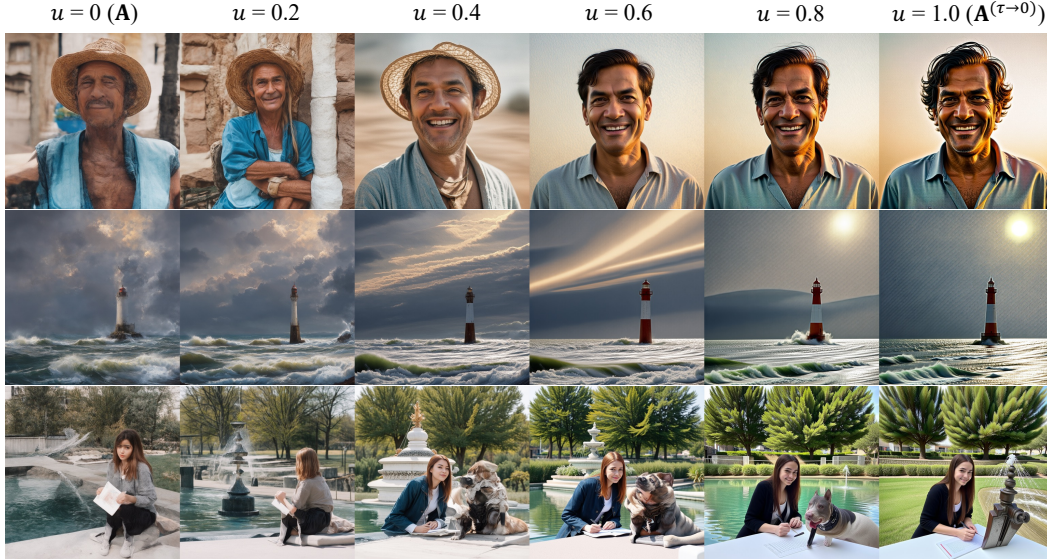 u = 0 (A) u = 0.2 u = 0.4 u = 0.6 u = 0.8 u = 1.0 (A^(τ→0))